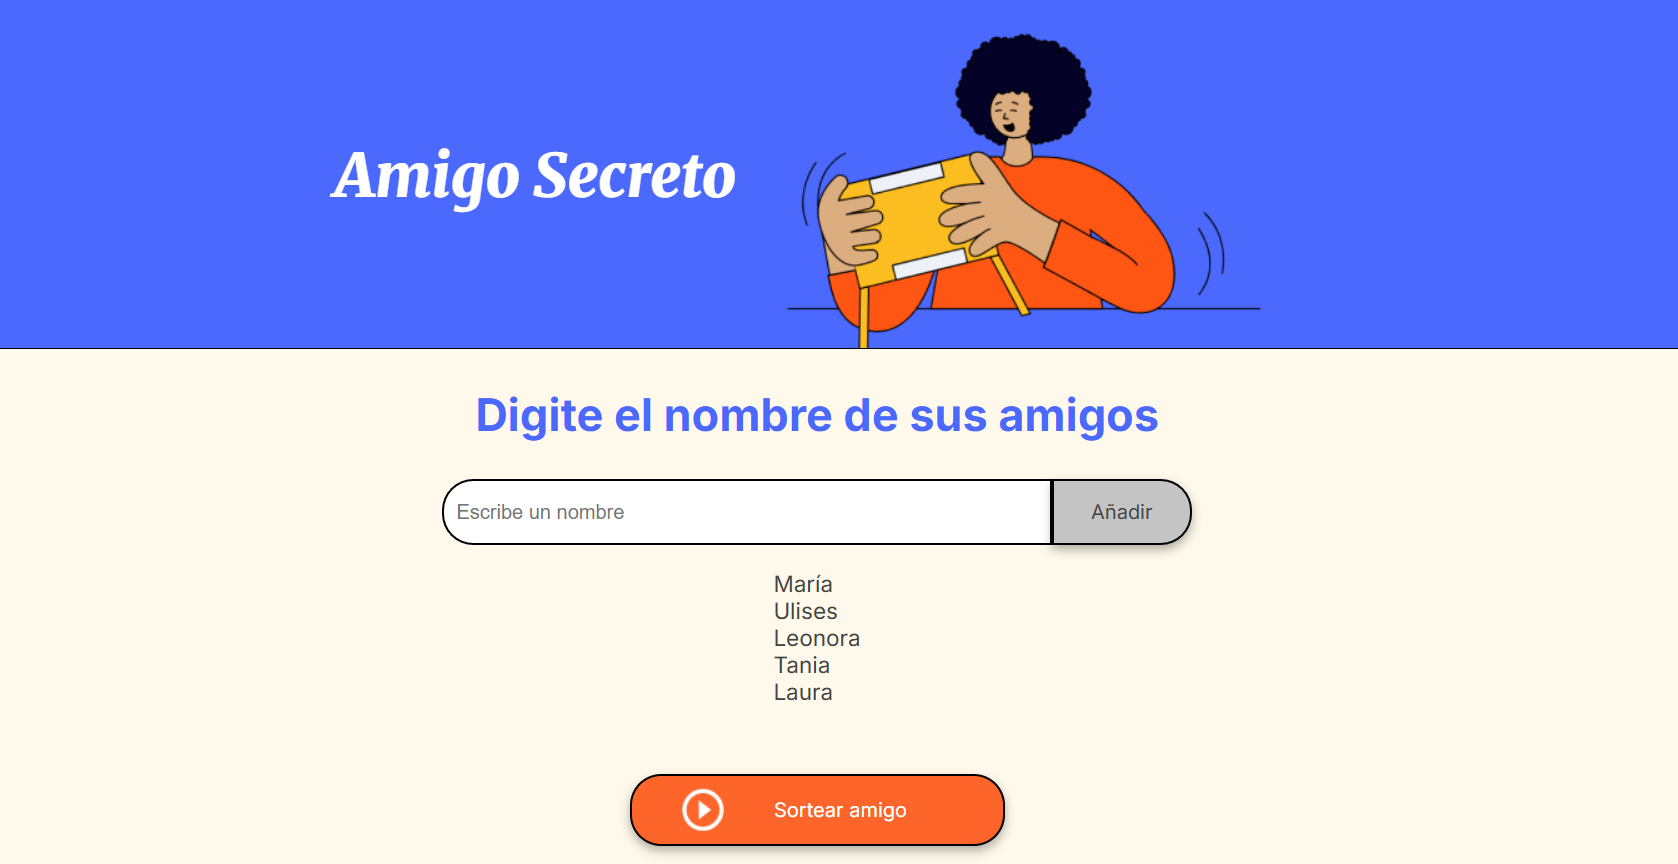 Amigo Secreto
Digite el nombre de sus amigos
Escribe un nombre
Añadir
María
Ulises
Leonora
Tania
Laura
Sortear amigo